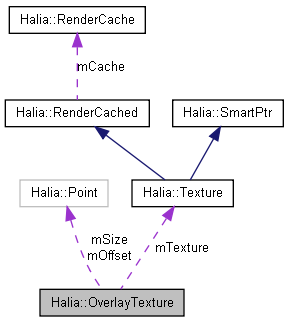 Halia::RenderCache
mCache
Halia::RenderCached
Halia::SmartPtr
Halia::Point
Halia::Texture
mSize
mOffset
mTexture
Halia::OverlayTexture